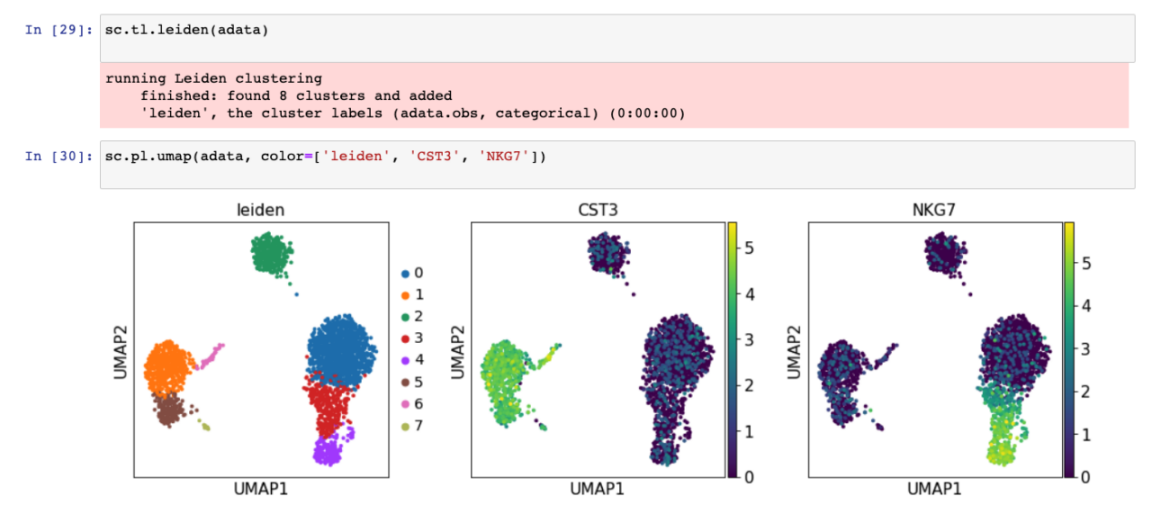 In [29]: sc.tl.leiden(adata)
running Leiden clustering
    finished: found 8 clusters and added
    'leiden', the cluster labels (adata.obs, categorical) (0:00:00)
In [30]: sc.pl.umap(adata, color=['leiden', 'CST3', 'NKG7'])
leiden
UMAP2
UMAP1
0
1
2
3
4
5
6
7
CST3
UMAP2
UMAP1
5
4
3
2
1
0
NKG7
UMAP2
UMAP1
5
4
3
2
1
0